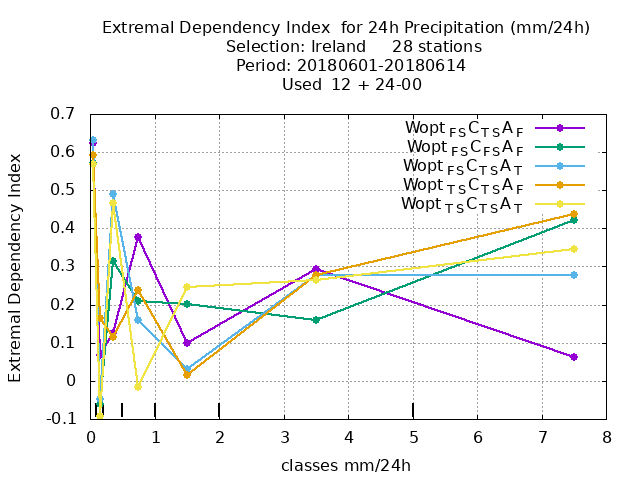 Extremal Dependency Index  for 24h Precipitation (mm/24h)
Selection: Ireland     28 stations
Period: 20180601-20180614
Used  12 + 24-00
Extremal Dependency Index
0.7
0.6
0.5
0.4
0.3
0.2
0.1
0
-0.1
Wopt FS C TS A F
Wopt FS C FS A F
Wopt FS C TS A T
Wopt TS C TS A F
Wopt TS C TS A T
0 1 2 3 4 5 6 7 8
classes mm/24h